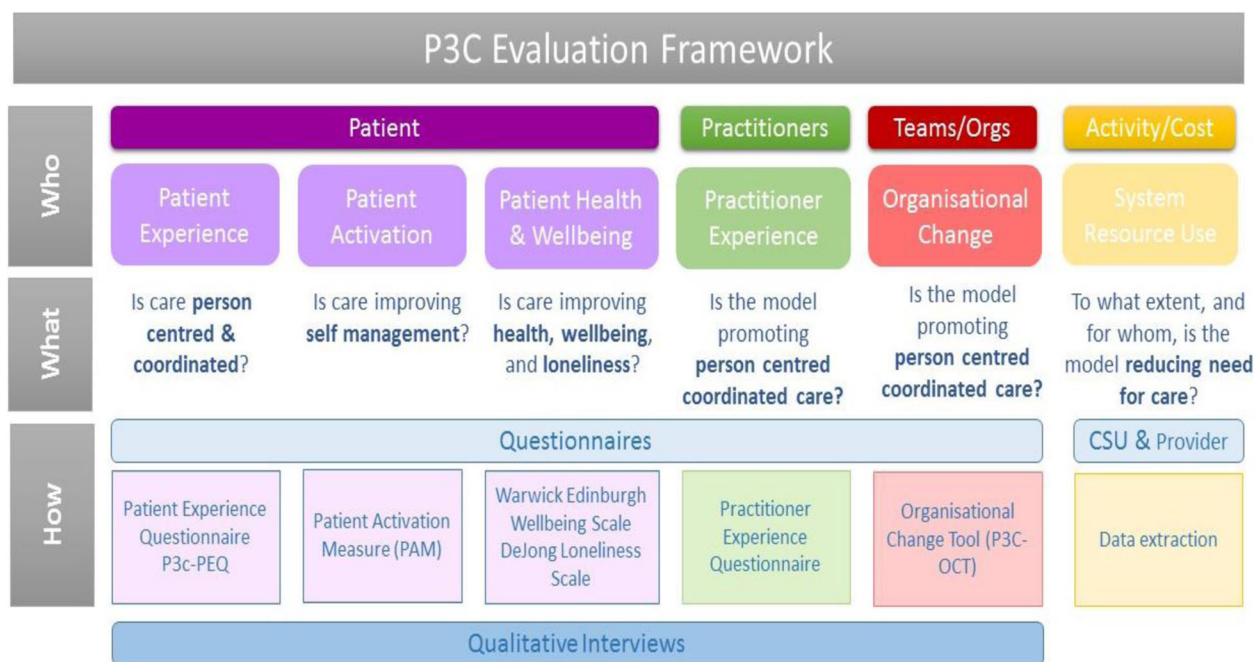 P3C Evaluation Framework
Who
Patient
Practitioners
Teams/Orgs
Activity/Cost
Patient
Experience
Patient
Activation
Patient Health
& Wellbeing
Practitioner
Experience
Organisational
Change
System
Resource Use
What
Is care person
centred &
coordinated?
Is care improving
self management?
Is care improving
health, wellbeing,
and loneliness?
Is the model
promoting
person centred
coordinated care?
Is the model
promoting
person centred
coordinated care?
To what extent, and
for whom, is the
model reducing need
for care?
How
Questionnaires
CSU & Provider
Patient Experience
Questionnaire
P3c-PEQ
Patient Activation
Measure (PAM)
Warwick Edinburgh
Wellbeing Scale
DeJong Loneliness
Scale
Practitioner
Experience
Questionnaire
Organisational
Change Tool (P3C-
OCT)
Data extraction
Qualitative Interviews